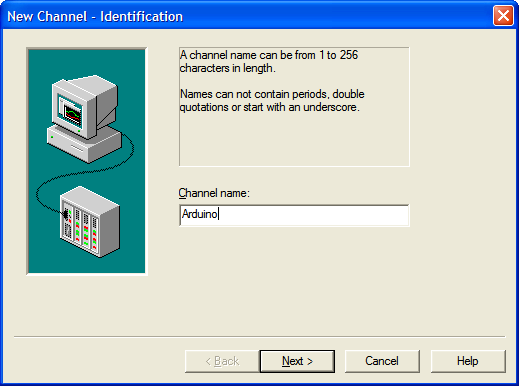 New Channel - Identification
A channel name can be from 1 to 256
characters in length.
Names can not contain periods, double
quotations or start with an underscore.
Channel name:
Arduino
< Back
Next >
Cancel
Help